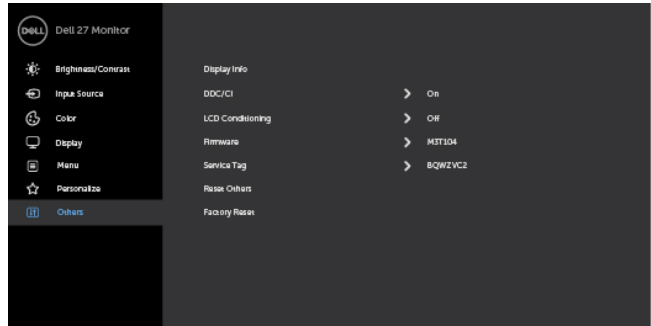 DELL Dell 27 Monitor
Brightness/Contrast Display Info
Input Source DDC/CI On
Color LCD Conditioning Off
Display Firmware M3T104
Menu Service Tag BQWZVC2
Personalize Reset Others
Others Factory Reset